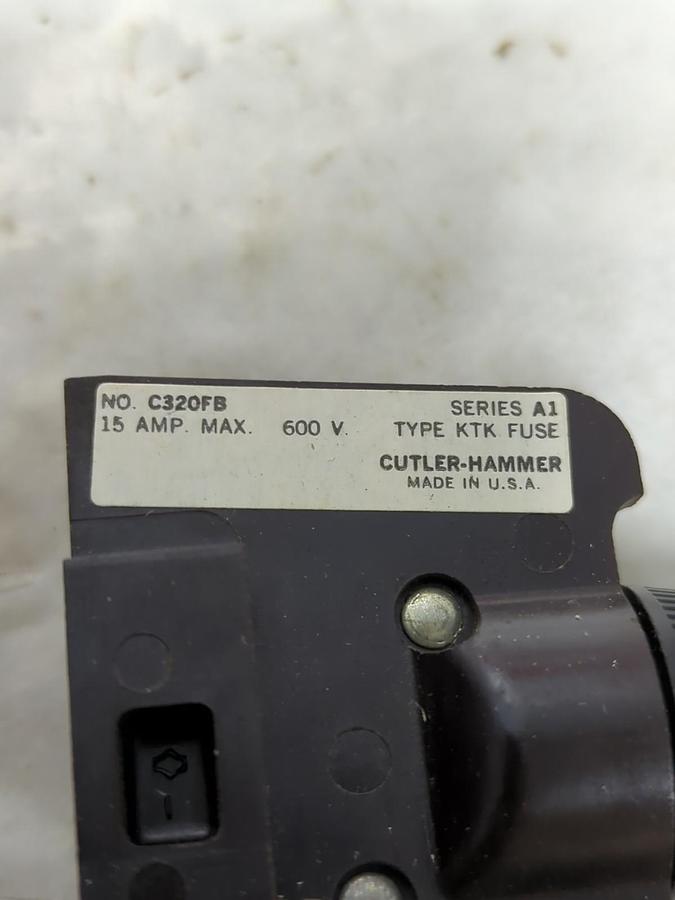 NO. C320FB SERIES A1
15 AMP. MAX. 600 V. TYPE KTK FUSE
CUTLER-HAMMER
MADE IN U.S.A.